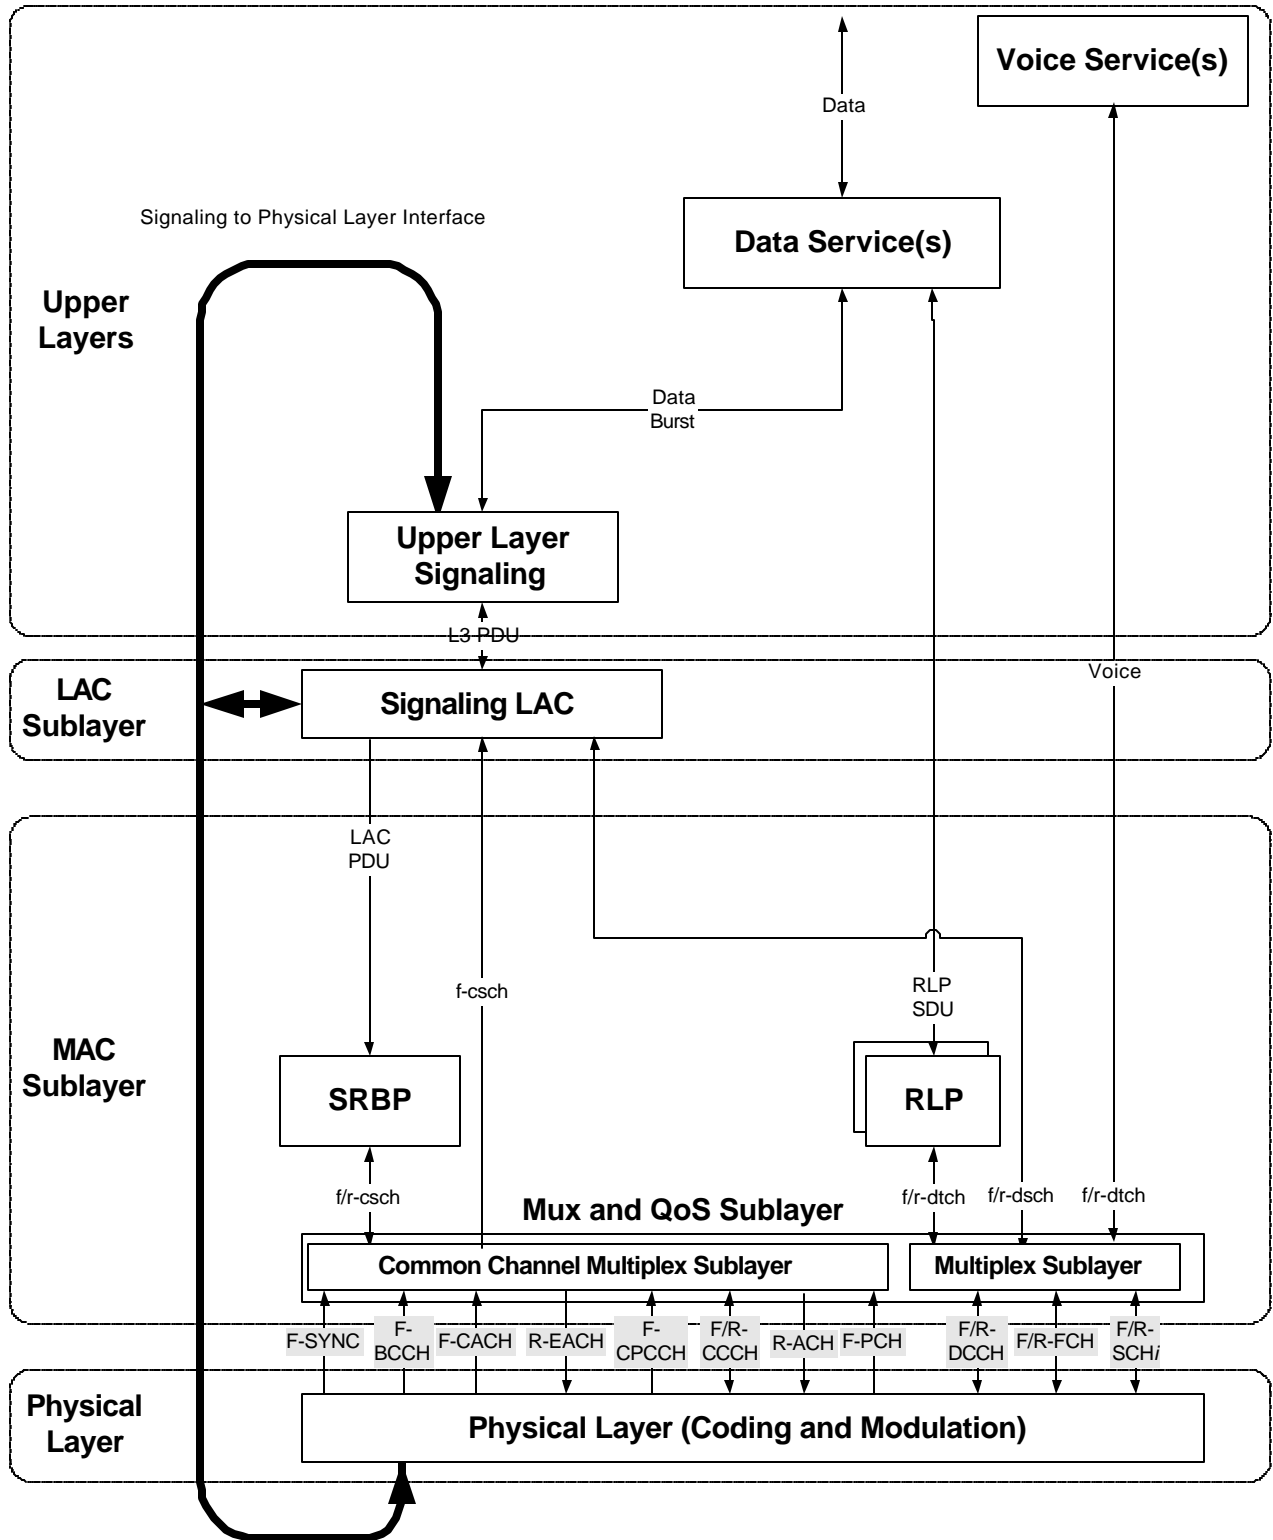 Voice Service(s)
Data
Signaling to Physical Layer Interface
Data Service(s)
Upper
Layers
Data
Burst
Upper Layer
Signaling
L3 PDU
LAC
Sublayer
Signaling LAC
Voice
LAC
PDU
f-csch
RLP
SDU
MAC
Sublayer
SRBP
RLP
f/r-csch
f/r-dtch
f/r-dsch
f/r-dtch
Mux and QoS Sublayer
Common Channel Multiplex Sublayer
Multiplex Sublayer
F-SYNC
F-
BCCH
F-CACH
R-EACH
F-
CPCCH
F/R-
CCCH
R-ACH
F-PCH
F/R-
DCCH
F/R-FCH
F/R-
SCHi
Physical
Layer
Physical Layer (Coding and Modulation)